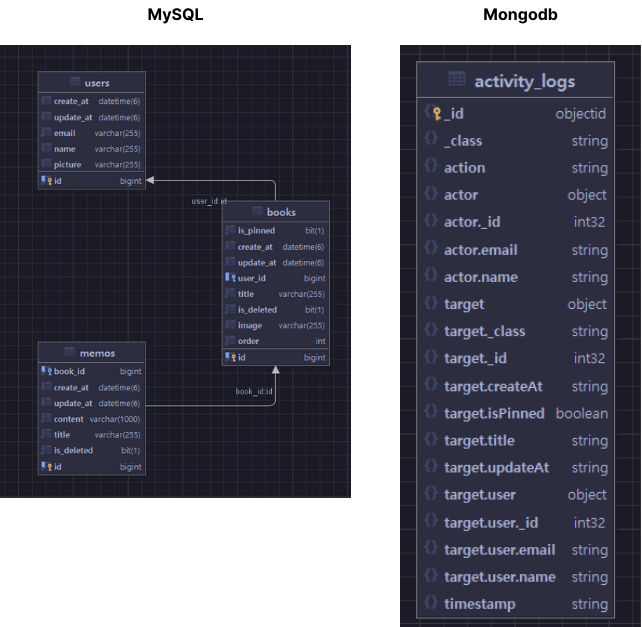 MySQL
users
create_at datetime(6)
update_at datetime(6)
email varchar(255)
name varchar(255)
picture varchar(255)
id bigint
user_id:id
books
is_pinned bit(1)
create_at datetime(6)
update_at datetime(6)
user_id bigint
title varchar(255)
is_deleted bit(1)
image varchar(255)
order int
id bigint
memos
book_id bigint
create_at datetime(6)
update_at datetime(6)
content varchar(1000)
title varchar(255)
is_deleted bit(1)
id bigint
book_id:id
Mongodb
activity_logs
_id objectid
_class string
action string
actor object
actor._id int32
actor.email string
actor.name string
target object
target._class string
target._id int32
target.createAt string
target.isPinned boolean
target.title string
target.updateAt string
target.user object
target.user._id int32
target.user.email string
target.user.name string
timestamp string